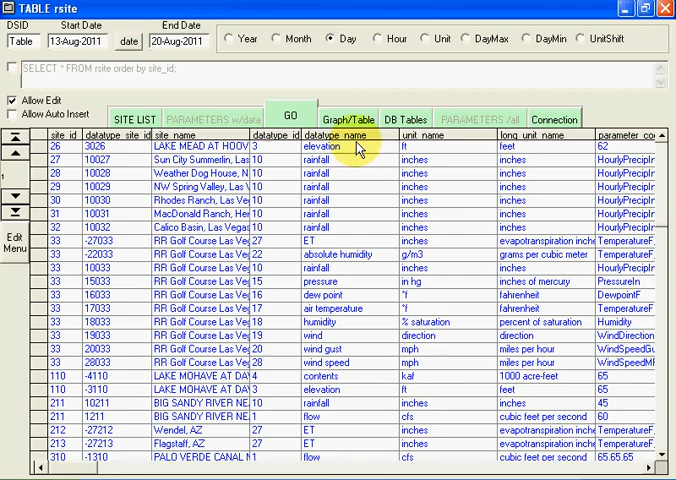 TABLE rsite
DSID Start Date End Date
Table 13-Aug-2011 date 20-Aug-2011 Year Month Day Hour Unit DayMax DayMin UnitShift
SELECT * FROM rsite order by site_id;
Allow Edit
Allow Auto Insert
SITE LIST PARAMETERS w/data GO Graph/Table DB Tables PARAMETERS /all Connection
site_id datatype_site_id site_name datatype_id datatype_name unit_name long_unit_name parameter_co
26 3026 LAKE MEAD AT HOOV 3 elevation ft feet 62
27 10027 Sun City Summerlin, Las 10 rainfall inches inches HourlyPrecipIn
28 10028 Weather Dog House, N 10 rainfall inches inches HourlyPrecipIn
29 10029 NW Spring Valley, Las 10 rainfall inches inches HourlyPrecipIn
30 10030 Rhodes Ranch, Las Ve 10 rainfall inches inches HourlyPrecipIn
31 10031 MacDonald Ranch, Her 10 rainfall inches inches HourlyPrecipIn
32 10032 Calico Basin, Las Vegas 10 rainfall inches inches HourlyPrecipIn
33 -27033 RR Golf Course Las Veg 27 ET inches evapotranspiration inche TemperatureF,
33 -22033 RR Golf Course Las Veg 22 absolute humidity g/m3 grams per cubic meter TemperatureF,
33 10033 RR Golf Course Las Veg 10 rainfall inches inches HourlyPrecipIn
33 15033 RR Golf Course Las Veg 15 pressure in hg inches of mercury PressureIn
33 16033 RR Golf Course Las Veg 16 dew point °f fahrenheit DewpointF
33 17033 RR Golf Course Las Veg 17 air temperature °f fahrenheit TemperatureF
33 18033 RR Golf Course Las Veg 18 humidity % saturation percent of saturation Humidity
33 19033 RR Golf Course Las Veg 19 wind direction direction WindDirection
33 20033 RR Golf Course Las Veg 20 wind gust mph miles per hour WindSpeedGu
33 28033 RR Golf Course Las Veg 28 wind speed mph miles per hour WindSpeedMF
110 -4110 LAKE MOHAVE AT DAV 4 contents kaf 1000 acre-feet 65
110 -3110 LAKE MOHAVE AT DAV 3 elevation ft feet 65
211 10211 BIG SANDY RIVER NEA 10 rainfall inches inches 45
211 1211 BIG SANDY RIVER NEA 1 flow cfs cubic feet per second 60
212 -27212 Wendel, AZ 27 ET inches evapotranspiration inche TemperatureF,
213 -27213 Flagstaff, AZ 27 ET inches evapotranspiration inche TemperatureF,
310 -1310 PALO VERDE CANAL N 1 flow cfs cubic feet per second 65,65,65
1
Edit
Menu